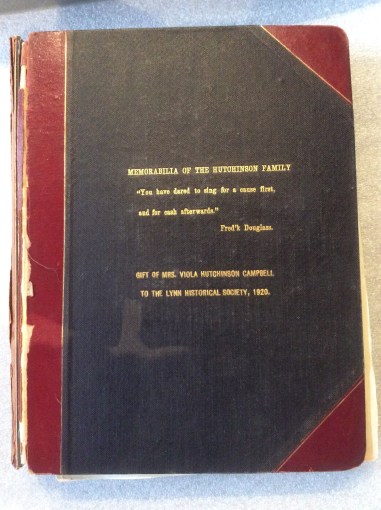 MEMORABILIA OF THE HUTCHINSON FAMILY
"You have dared to sing for a cause first,
and for cash afterwards."
Fred'k Douglass.
GIFT OF MRS. VIOLA HUTCHINSON CAMPBELL
TO THE LYNN HISTORICAL SOCIETY, 1920.